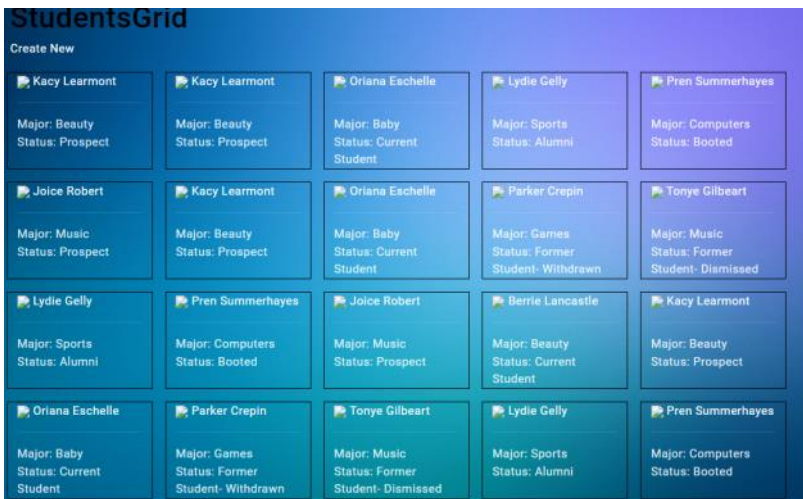 StudentsGrid
Create New
Kacy Learmont
Major: Beauty
Status: Prospect
Kacy Learmont
Major: Beauty
Status: Prospect
Oriana Eschelle
Major: Baby
Status: Current
Student
Lydie Gelly
Major: Sports
Status: Alumni
Pren Summerhayes
Major: Computers
Status: Booted
Joice Robert
Major: Music
Status: Prospect
Kacy Learmont
Major: Beauty
Status: Prospect
Oriana Eschelle
Major: Baby
Status: Current
Student
Parker Crepin
Major: Games
Status: Former
Student- Withdrawn
Tonye Gilbeart
Major: Music
Status: Former
Student- Dismissed
Lydie Gelly
Major: Sports
Status: Alumni
Pren Summerhayes
Major: Computers
Status: Booted
Joice Robert
Major: Music
Status: Prospect
Berrie Lancastle
Major: Beauty
Status: Current
Student
Kacy Learmont
Major: Beauty
Status: Prospect
Oriana Eschelle
Major: Baby
Status: Current
Student
Parker Crepin
Major: Games
Status: Former
Student- Withdrawn
Tonye Gilbeart
Major: Music
Status: Former
Student- Dismissed
Lydie Gelly
Major: Sports
Status: Alumni
Pren Summerhayes
Major: Computers
Status: Booted